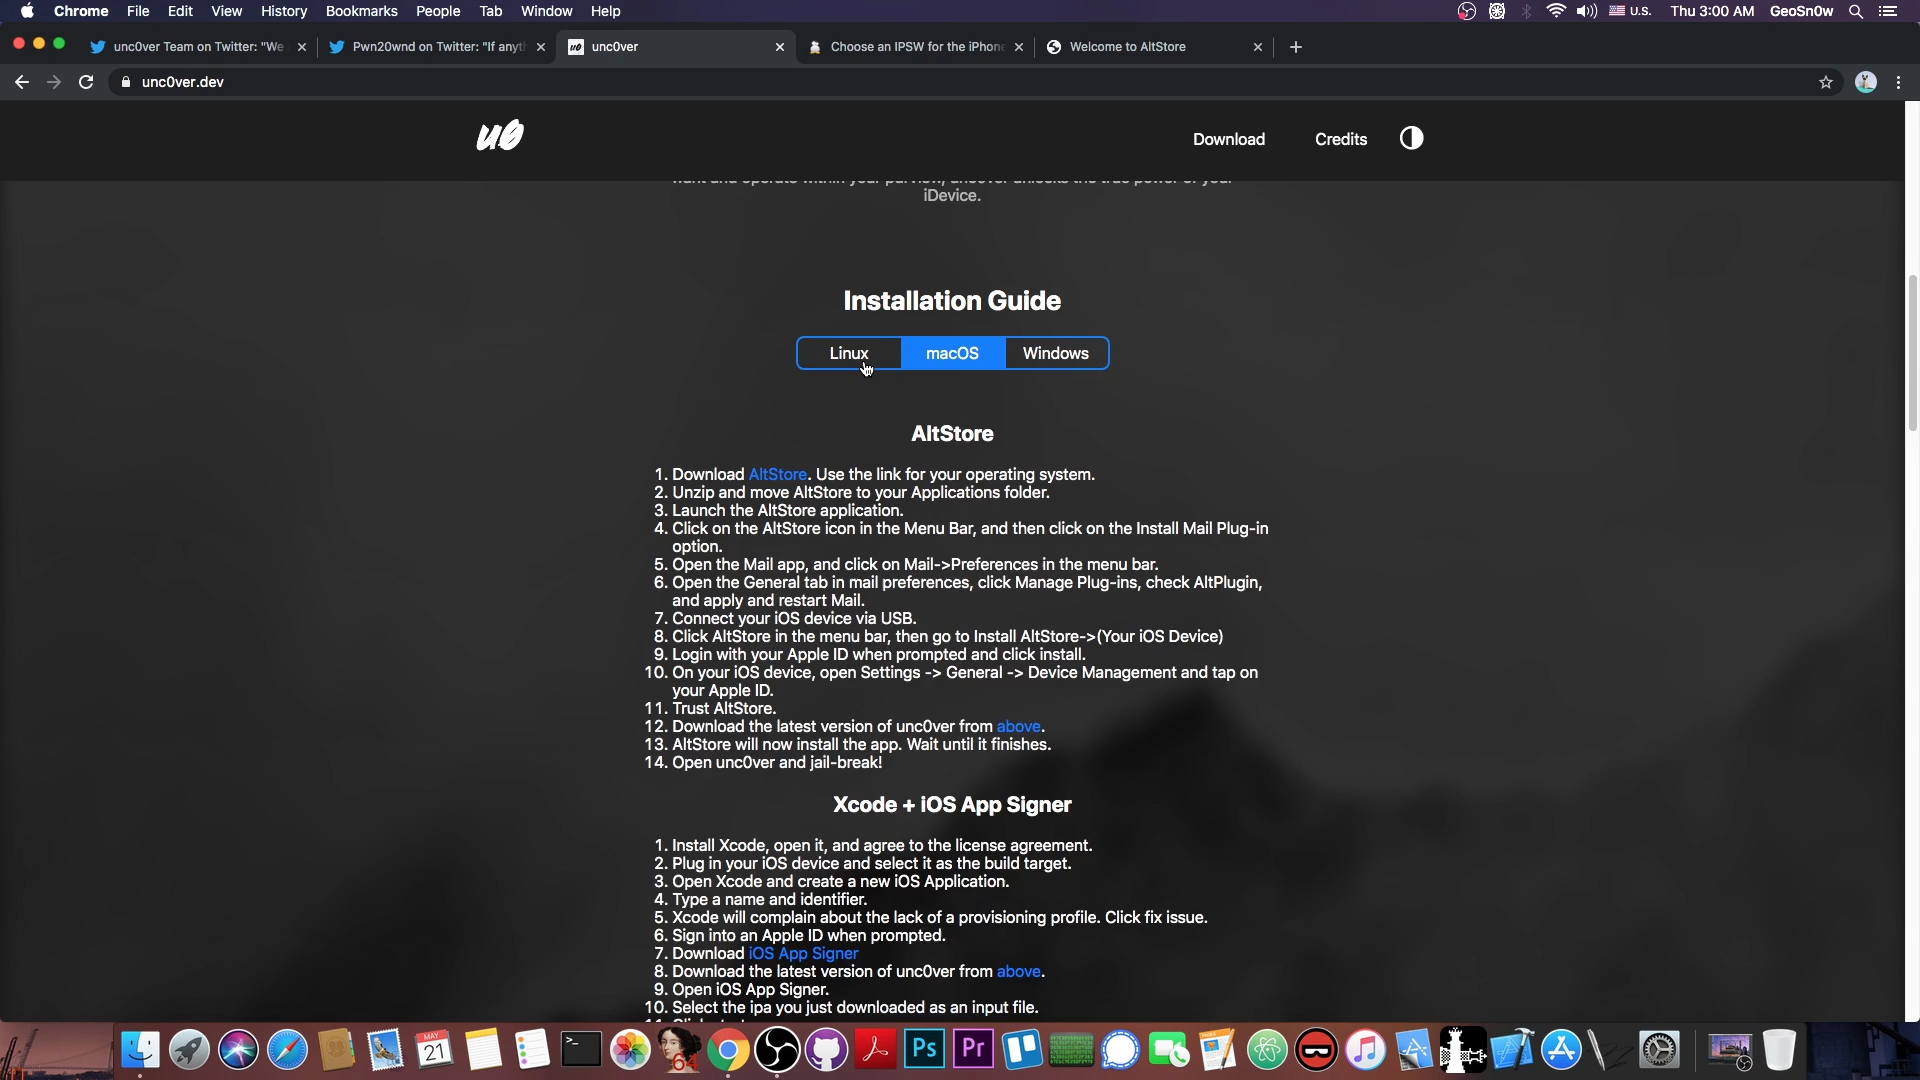 Chrome File Edit View History Bookmarks People Tab Window Help U.S. Thu 3:00 AM GeoSn0w
unc0ver Team on Twitter: "We
Pwn20wnd on Twitter: "If anyt
unc0ver
Choose an IPSW for the iPhone
Welcome to AltStore
unc0ver.dev
u0
Download Credits
iDevice.
Installation Guide
Linux macOS Windows
AltStore
1. Download AltStore. Use the link for your operating system.
2. Unzip and move AltStore to your Applications folder.
3. Launch the AltStore application.
4. Click on the AltStore icon in the Menu Bar, and then click on the Install Mail Plug-in
option.
5. Open the Mail app, and click on Mail->Preferences in the menu bar.
6. Open the General tab in mail preferences, click Manage Plug-ins, check AltPlugin,
and apply and restart Mail.
7. Connect your iOS device via USB.
8. Click AltStore in the menu bar, then go to Install AltStore->(Your iOS Device)
9. Login with your Apple ID when prompted and click install.
10. On your iOS device, open Settings -> General -> Device Management and tap on
your Apple ID.
11. Trust AltStore.
12. Download the latest version of unc0ver from above.
13. AltStore will now install the app. Wait until it finishes.
14. Open unc0ver and jail-break!
Xcode + iOS App Signer
1. Install Xcode, open it, and agree to the license agreement.
2. Plug in your iOS device and select it as the build target.
3. Open Xcode and create a new iOS Application.
4. Type a name and identifier.
5. Xcode will complain about the lack of a provisioning profile. Click fix issue.
6. Sign into an Apple ID when prompted.
7. Download iOS App Signer
8. Download the latest version of unc0ver from above.
9. Open iOS App Signer.
10. Select the ipa you just downloaded as an input file.
MAY
21
64
Ps
Pr